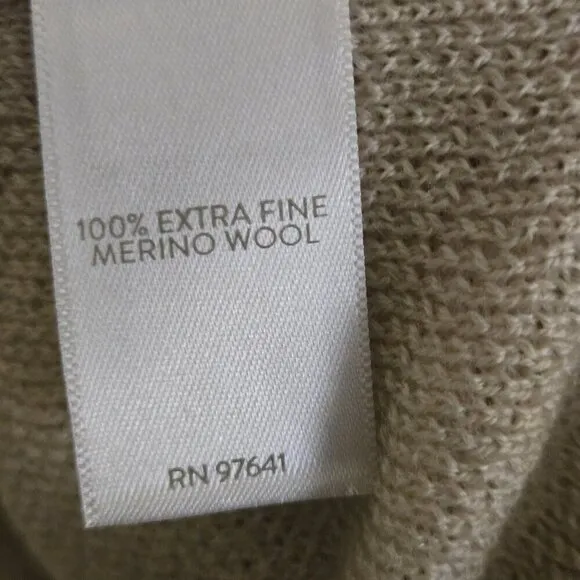 100% EXTRA FINE
MERINO WOOL
RN 97641